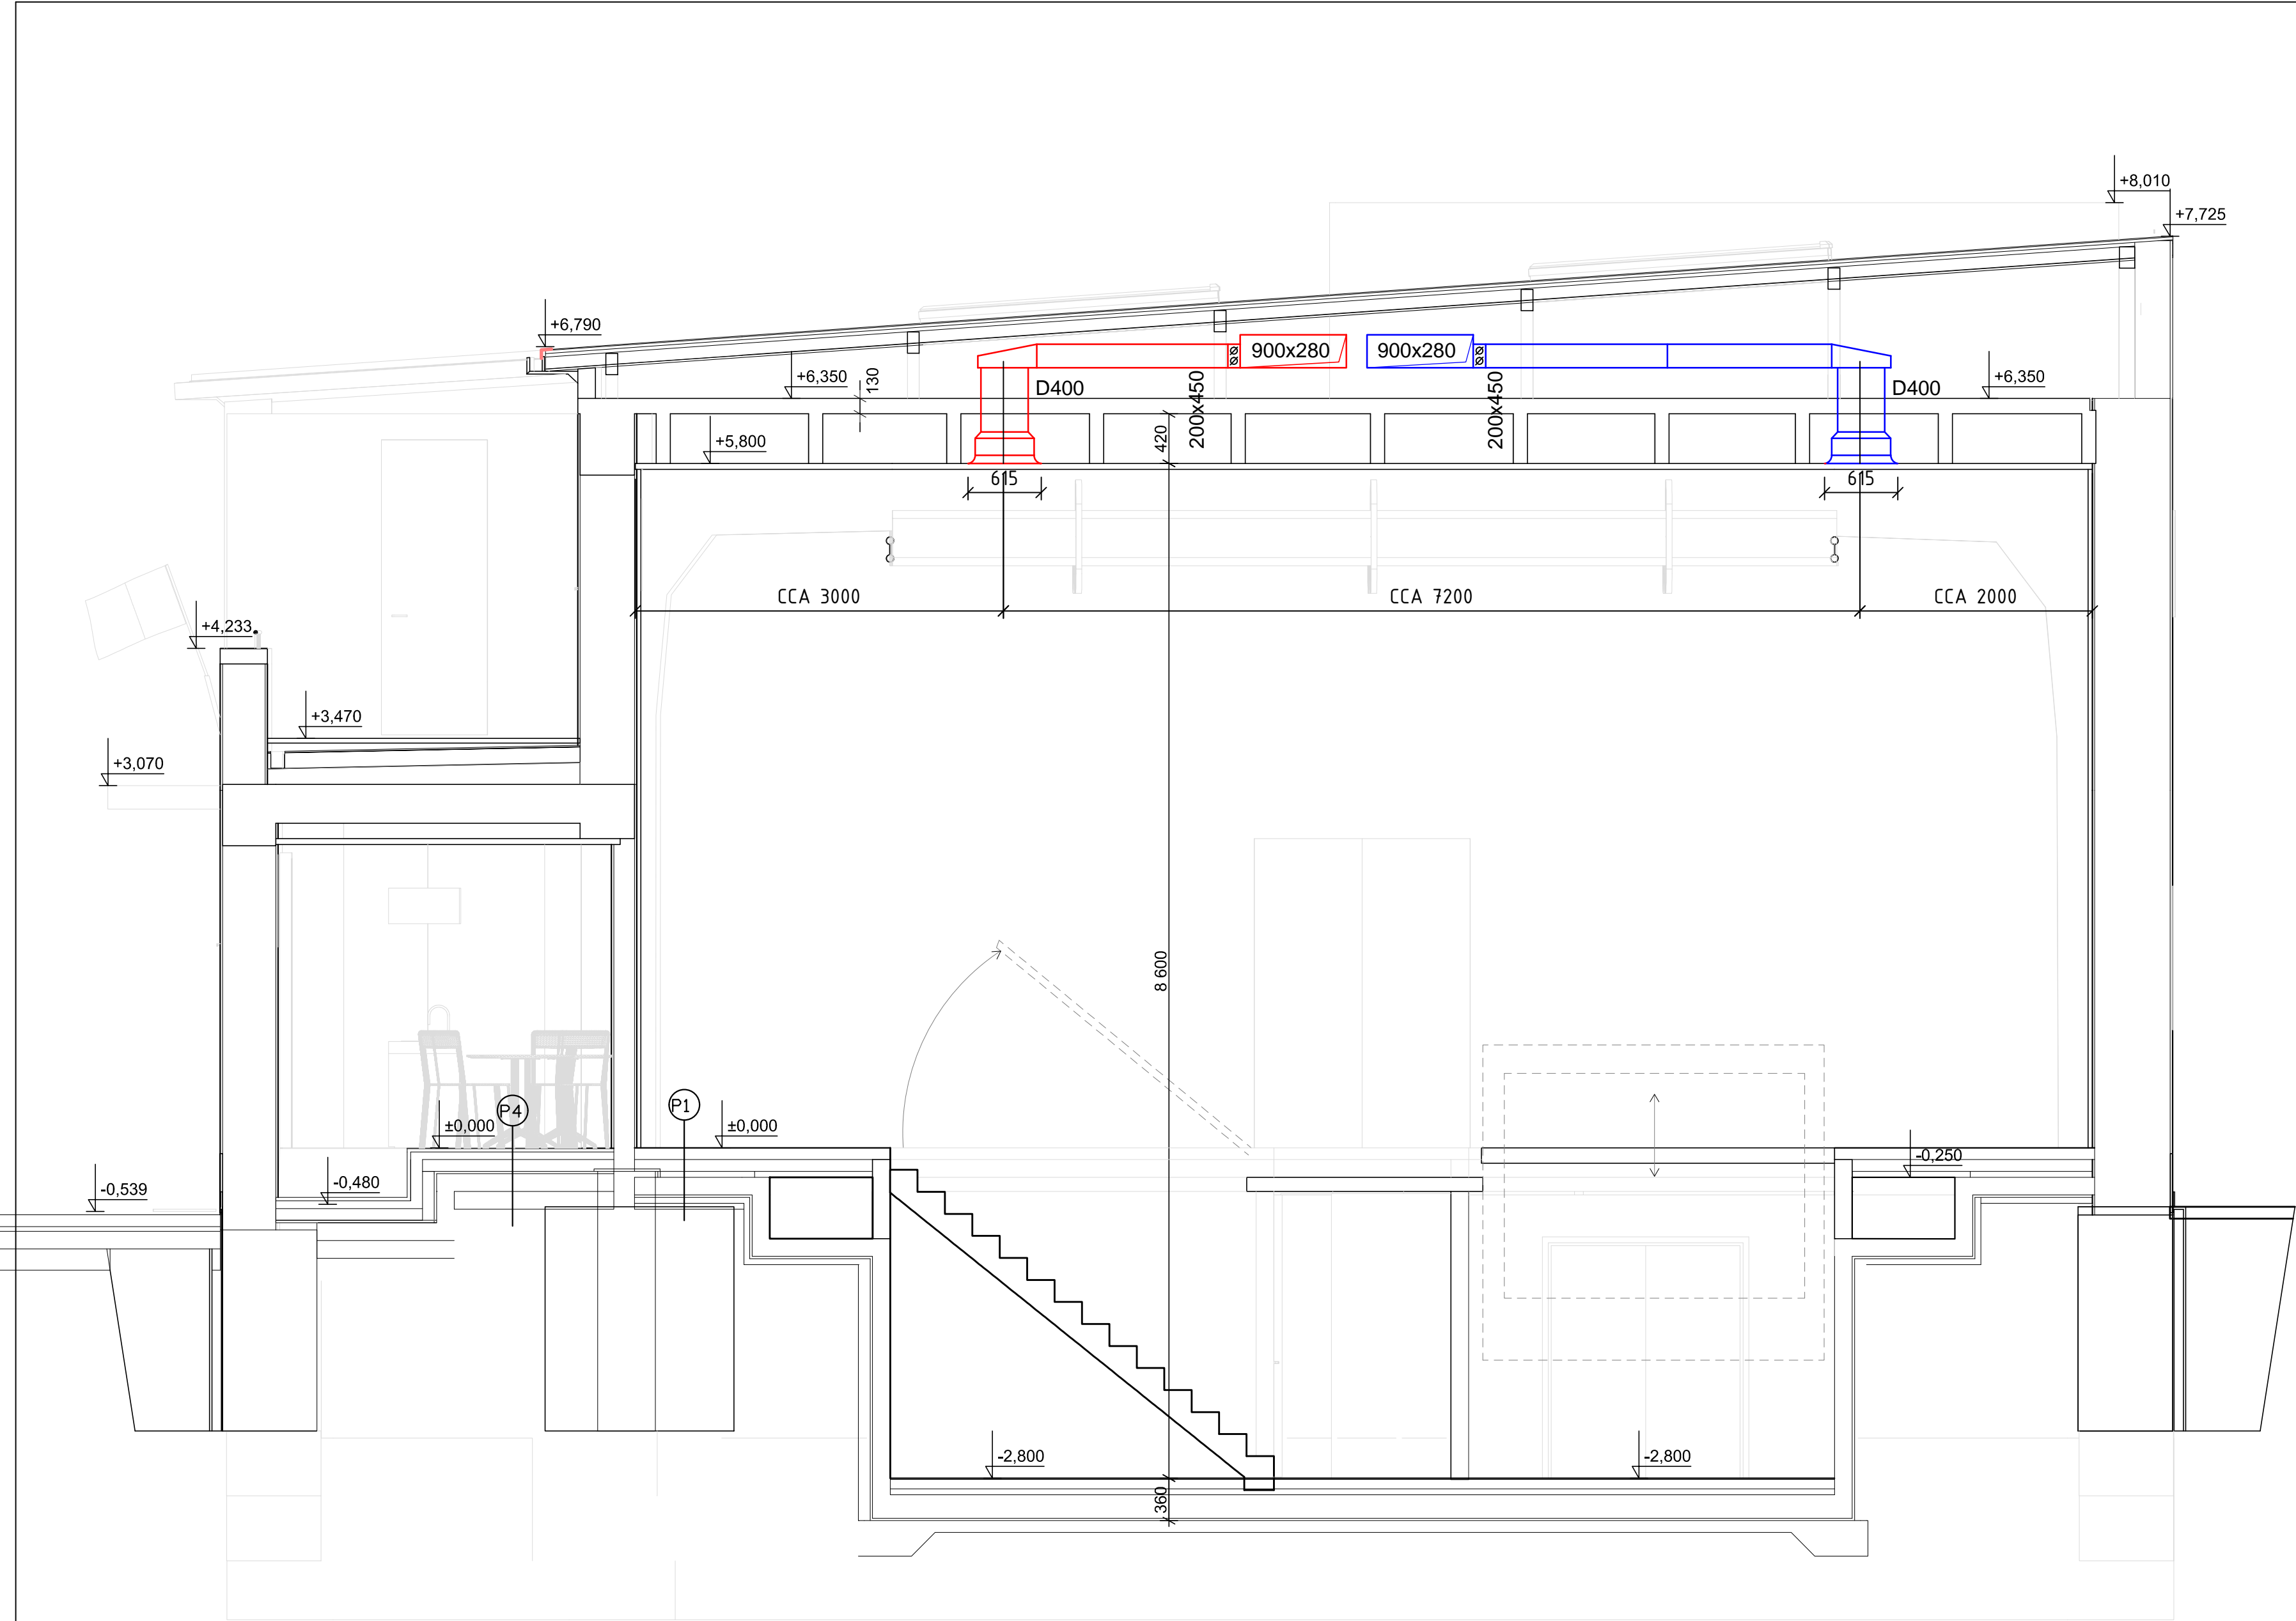 +8,010
+7,725
+6,790
900x280
900x280
+6,350
130
D400
200x450
200x450
D400
+6,350
+5,800
420
615
615
CCA 3000
CCA 7200
CCA 2000
+4,233
+3,470
+3,070
8 600
P4
P1
±0,000
±0,000
-0,250
-0,480
-0,539
-2,800
-2,800
360